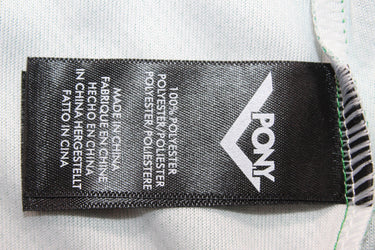 PONY
100% POLYESTER
POLYESTER/POLIESTER
POLYESTER/POLIESTERE
MADE IN CHINA
FABRIQUE EN CHINE
HECHO EN CHINA
IN CHINA HERGESTELLT
FATTO IN CINA